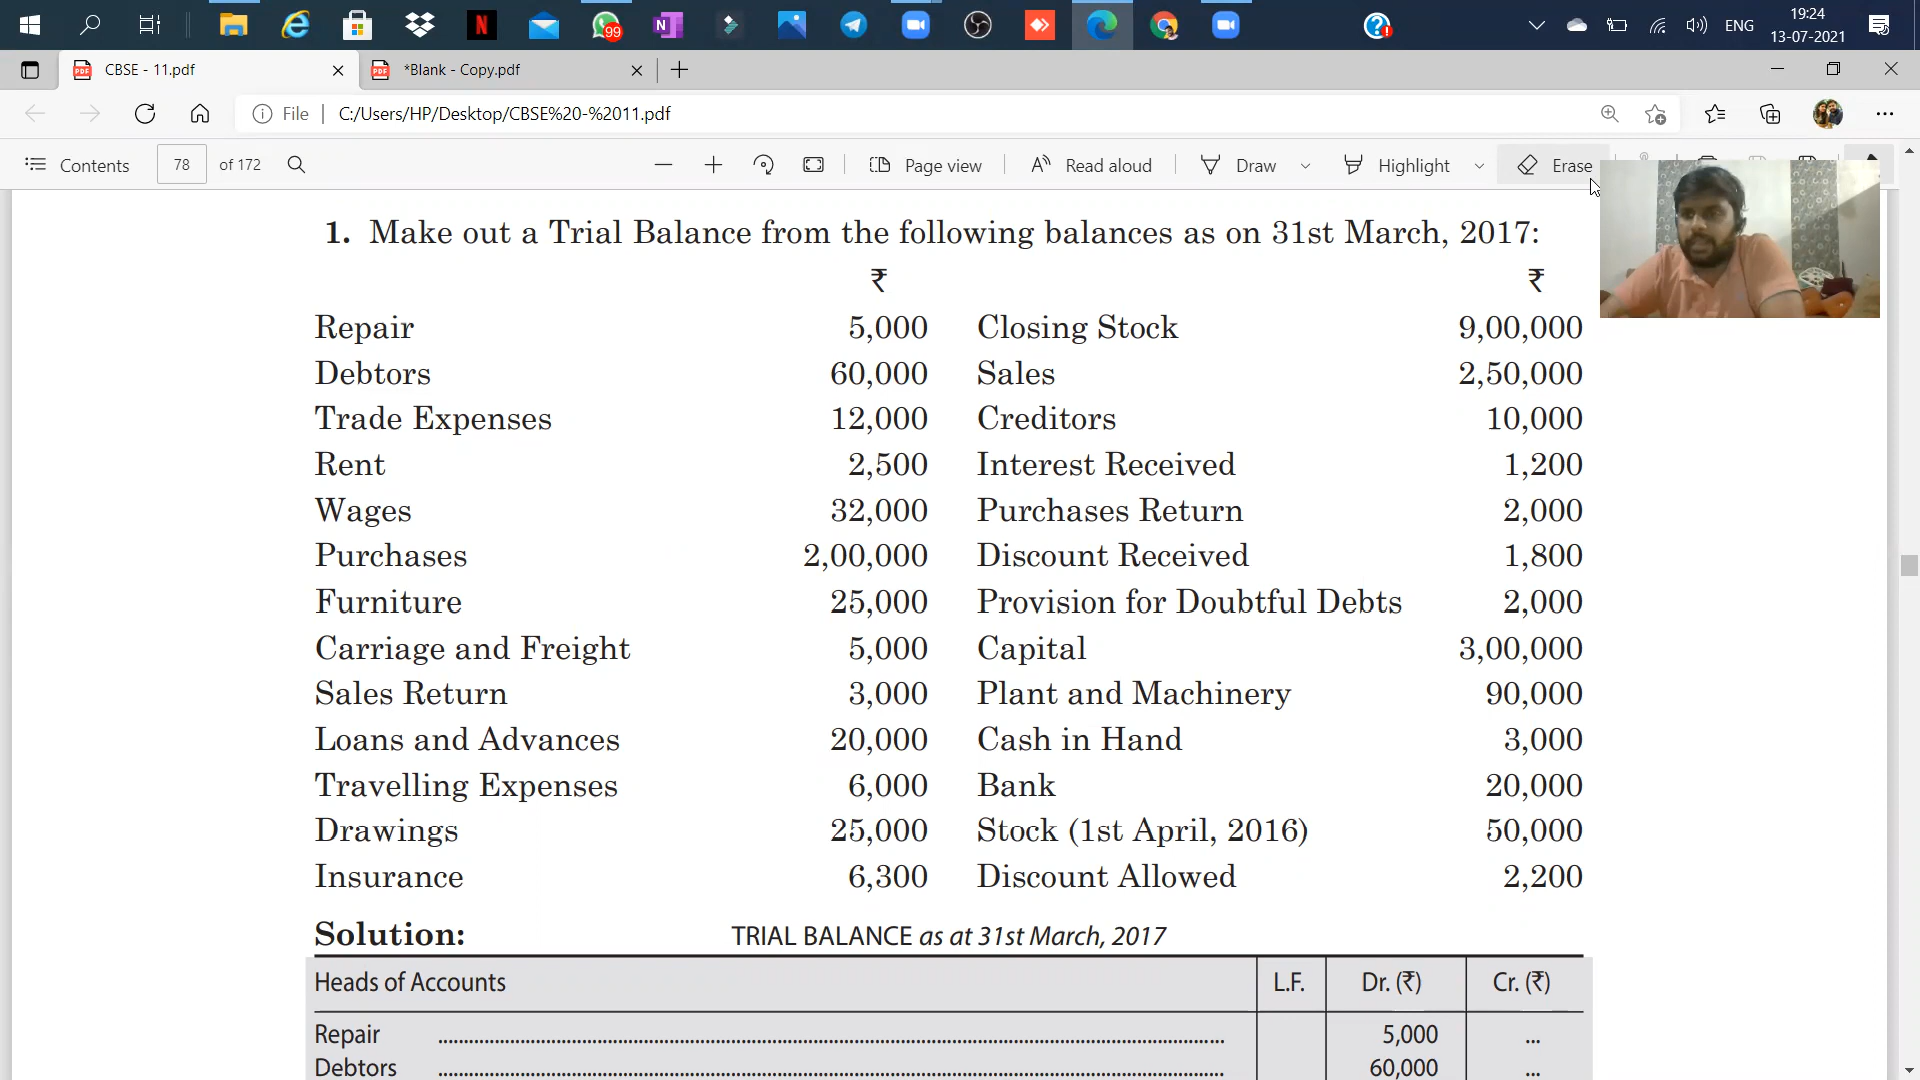 99
N
ENG
19:24
13-07-2021
CBSE - 11.pdf
*Blank - Copy.pdf
File | C:/Users/HP/Desktop/CBSE%20-%2011.pdf
Contents 78 of 172 Page view Read aloud Draw Highlight Erase
1. Make out a Trial Balance from the following balances as on 31st March, 2017:
₹ ₹
Repair 5,000 Closing Stock 9,00,000
Debtors 60,000 Sales 2,50,000
Trade Expenses 12,000 Creditors 10,000
Rent 2,500 Interest Received 1,200
Wages 32,000 Purchases Return 2,000
Purchases 2,00,000 Discount Received 1,800
Furniture 25,000 Provision for Doubtful Debts 2,000
Carriage and Freight 5,000 Capital 3,00,000
Sales Return 3,000 Plant and Machinery 90,000
Loans and Advances 20,000 Cash in Hand 3,000
Travelling Expenses 6,000 Bank 20,000
Drawings 25,000 Stock (1st April, 2016) 50,000
Insurance 6,300 Discount Allowed 2,200
Solution: TRIAL BALANCE as at 31st March, 2017
Heads of Accounts L.F. Dr. (₹) Cr. (₹)
Repair 5,000 ...
Debtors 60,000 ...